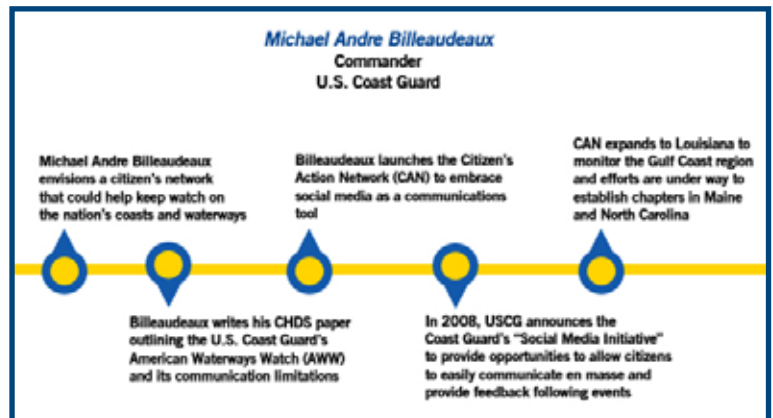 Michael Andre Billeaudeaux
Commander
U.S. Coast Guard
Michael Andre Billeaudeaux
envisions a citizen's network
that could help keep watch on
the nation's coasts and waterways
Billeaudeaux writes his CHDS paper
outlining the U.S. Coast Guard's
American Waterways Watch (AWW)
and its communication limitations
Billeaudeaux launches the Citizen's
Action Network (CAN) to embrace
social media as a communications
tool
In 2008, USCG announces the
Coast Guard's “Social Media Initiative”
to provide opportunities to allow citizens
to easily communicate en masse and
provide feedback following events
CAN expands to Louisiana to
monitor the Gulf Coast region
and efforts are under way to
establish chapters in Maine
and North Carolina